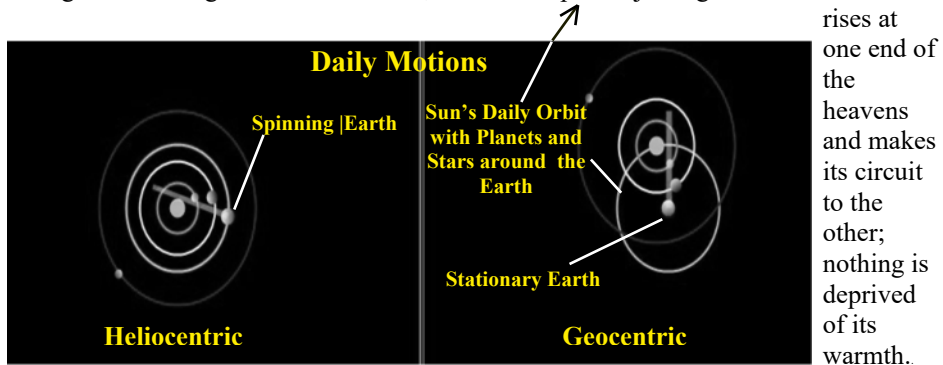 rises at
one end of
the
heavens
and makes
its circuit
to the
other;
nothing is
deprived
of its
warmth.
Daily Motions
Spinning |Earth
Heliocentric
Sun’s Daily Orbit
with Planets and
Stars around the
Earth
Stationary Earth
Geocentric